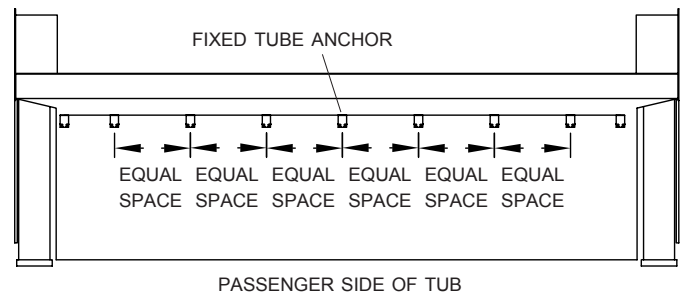 FIXED TUBE ANCHOR
EQUAL EQUAL EQUAL EQUAL EQUAL EQUAL
SPACE SPACE SPACE SPACE SPACE SPACE
PASSENGER SIDE OF TUB